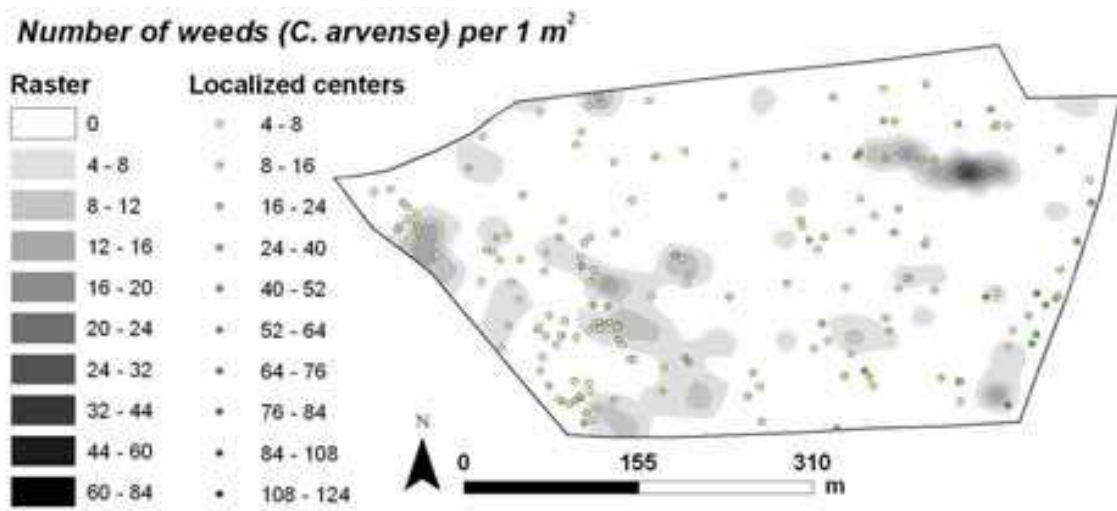 Number of weeds (C. arvense) per 1 m²
Raster
Localized centers
0
4 - 8
8 - 12
12 - 16
16 - 20
20 - 24
24 - 32
32 - 44
44 - 60
60 - 84
4 - 8
8 - 16
16 - 24
24 - 40
40 - 52
52 - 64
64 - 76
76 - 84
84 - 108
108 - 124
N
0 155 310
m